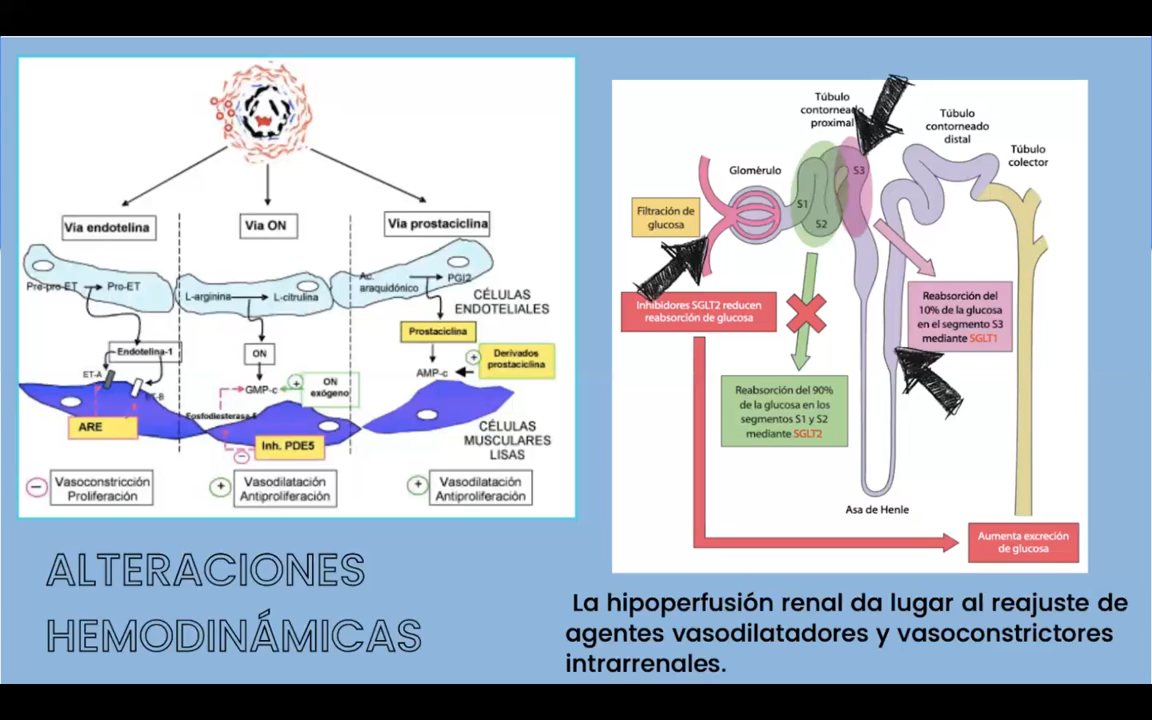 Vía endotelina
Vía ON
Vía prostaciclina
Pre-pro-ET
Pro-ET
L-arginina
L-citrulina
Ac.
araquidónico
PGI2
CÉLULAS
ENDOTELIALES
Endotelina-1
ET-A
ET-B
ARE
ON
GMP-c
ON
exógeno
Fosfodiesterasa 5
Inh. PDE5
Prostaciclina
AMP-c
Derivados
prostaciclina
CÉLULAS
MUSCULARES
LISAS
Vasoconstricción
Proliferación
Vasodilatación
Antiproliferación
Vasodilatación
Antiproliferación
ALTERACIONES
HEMODINÁMICAS
Túbulo
contorneado
proximal
Túbulo
contorneado
distal
Túbulo
colector
Glomèrulo
S1
S2
S3
Filtración de
glucosa
Inhibidores SGLT2 reducen
reabsorción de glucosa
Reabsorción del
10% de la glucosa
en el segmento S3
mediante SGLT1
Reabsorción del 90%
de la glucosa en los
segmentos S1 y S2
mediante SGLT2
Asa de Henle
Aumenta excreción
de glucosa
La hipoperfusión renal da lugar al reajuste de
agentes vasodilatadores y vasoconstrictores
intrarrenales.